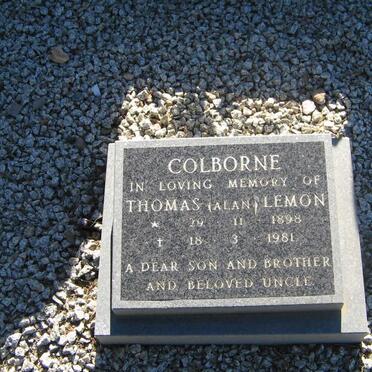 COLBORNE
IN LOVING MEMORY OF
THOMAS (ALAN) LEMON
* 29 11 1898
† 18 3 1981
A DEAR SON AND BROTHER
AND BELOVED UNCLE